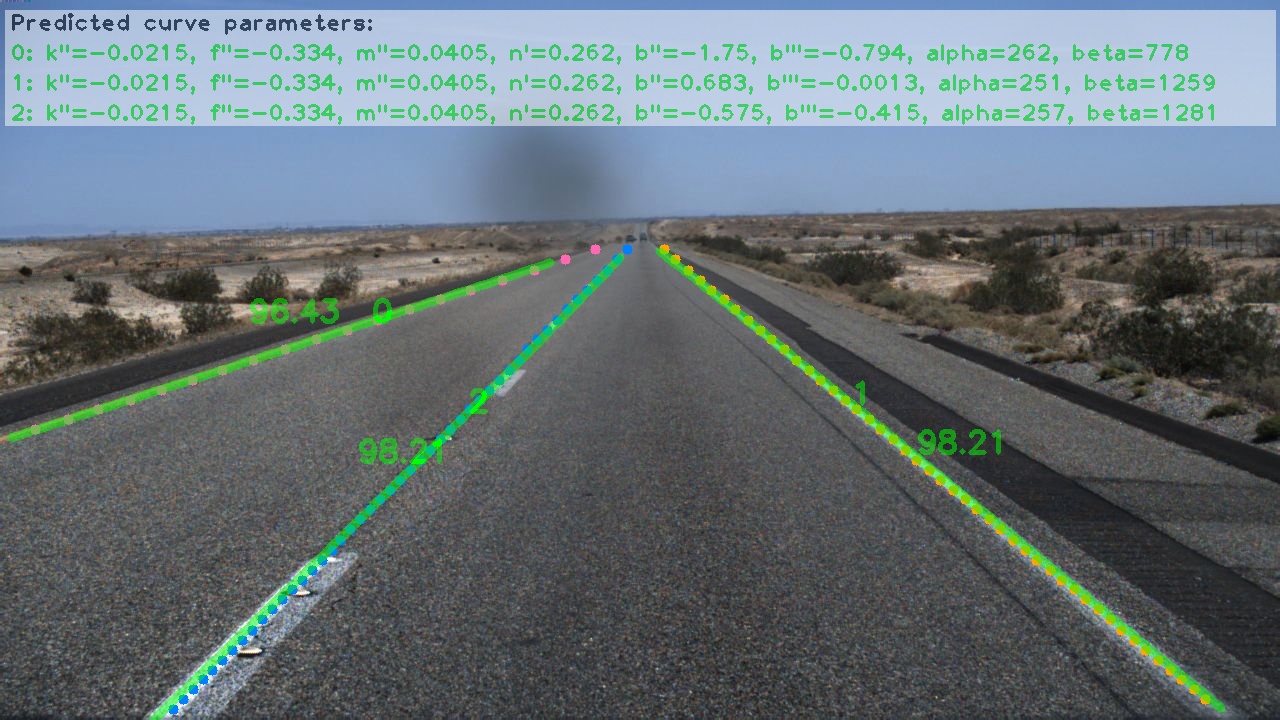 Predicted curve parameters:
0: k''=-0.0215, f''=-0.334, m''=0.0405, n'=0.262, b''=-1.75, b'''=-0.794, alpha=262, beta=778
1: k''=-0.0215, f''=-0.334, m''=0.0405, n'=0.262, b''=0.683, b'''=-0.0013, alpha=251, beta=1259
2: k''=-0.0215, f''=-0.334, m''=0.0405, n'=0.262, b''=-0.575, b'''=-0.415, alpha=257, beta=1281
0
1
2
98.21
98.21